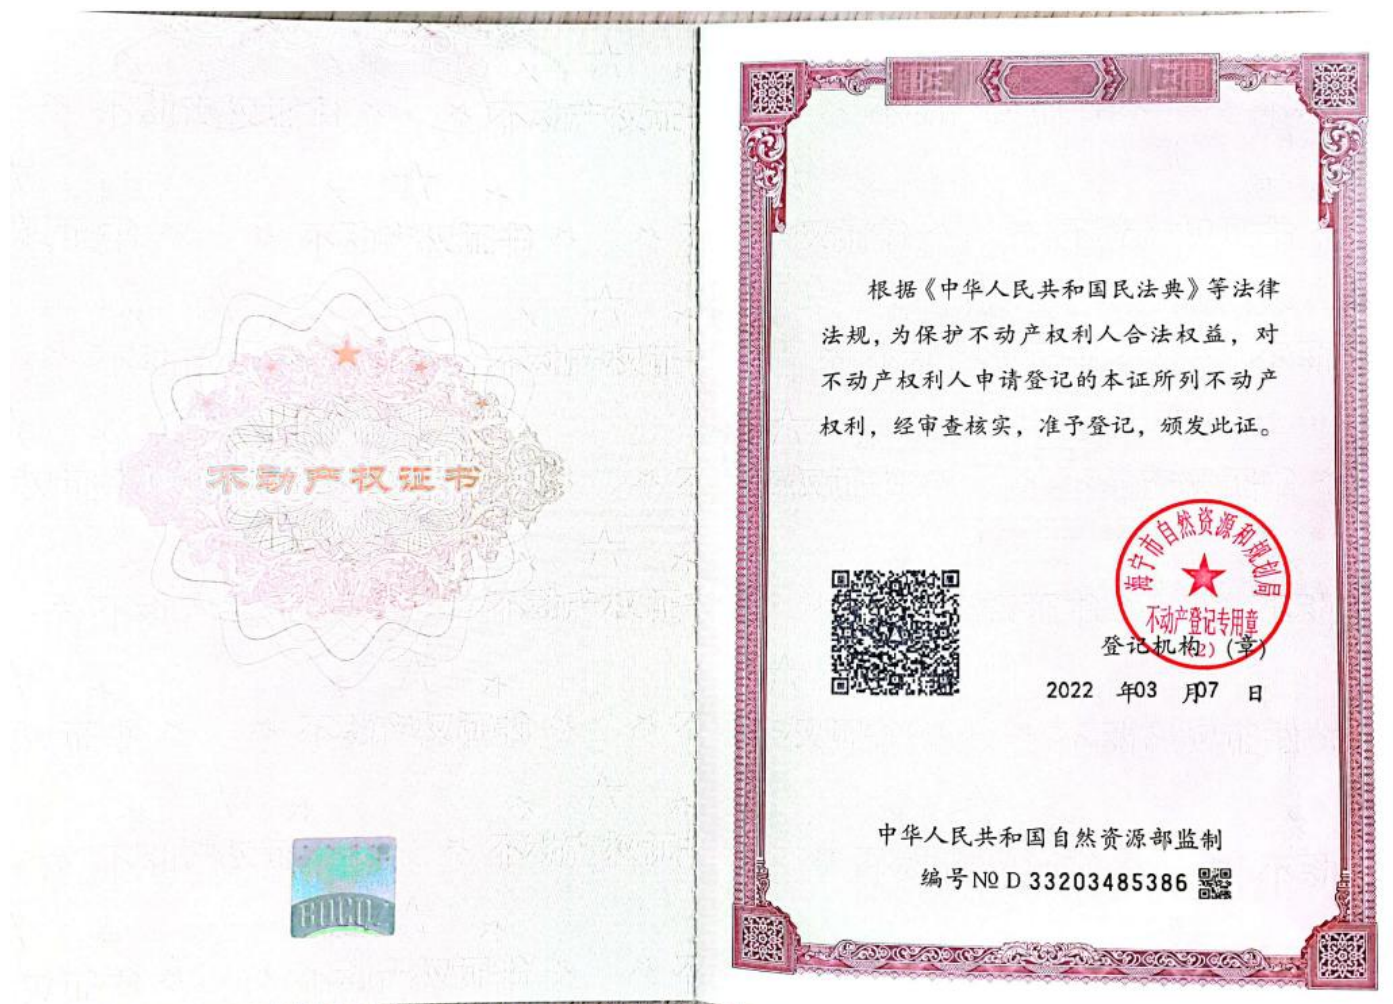 不动产权证书
根据《中华人民共和国民法典》等法律
法规,为保护不动产权利人合法权益,对
不动产权利人申请登记的本证所列不动产
权利,经审查核实,准予登记,颁发此证。
海宁市自然资源和规划局
不动产登记专用章
(2)
登记机构(章)
2022 年03 月07 日
中华人民共和国自然资源部监制
编号№ D 33203485386